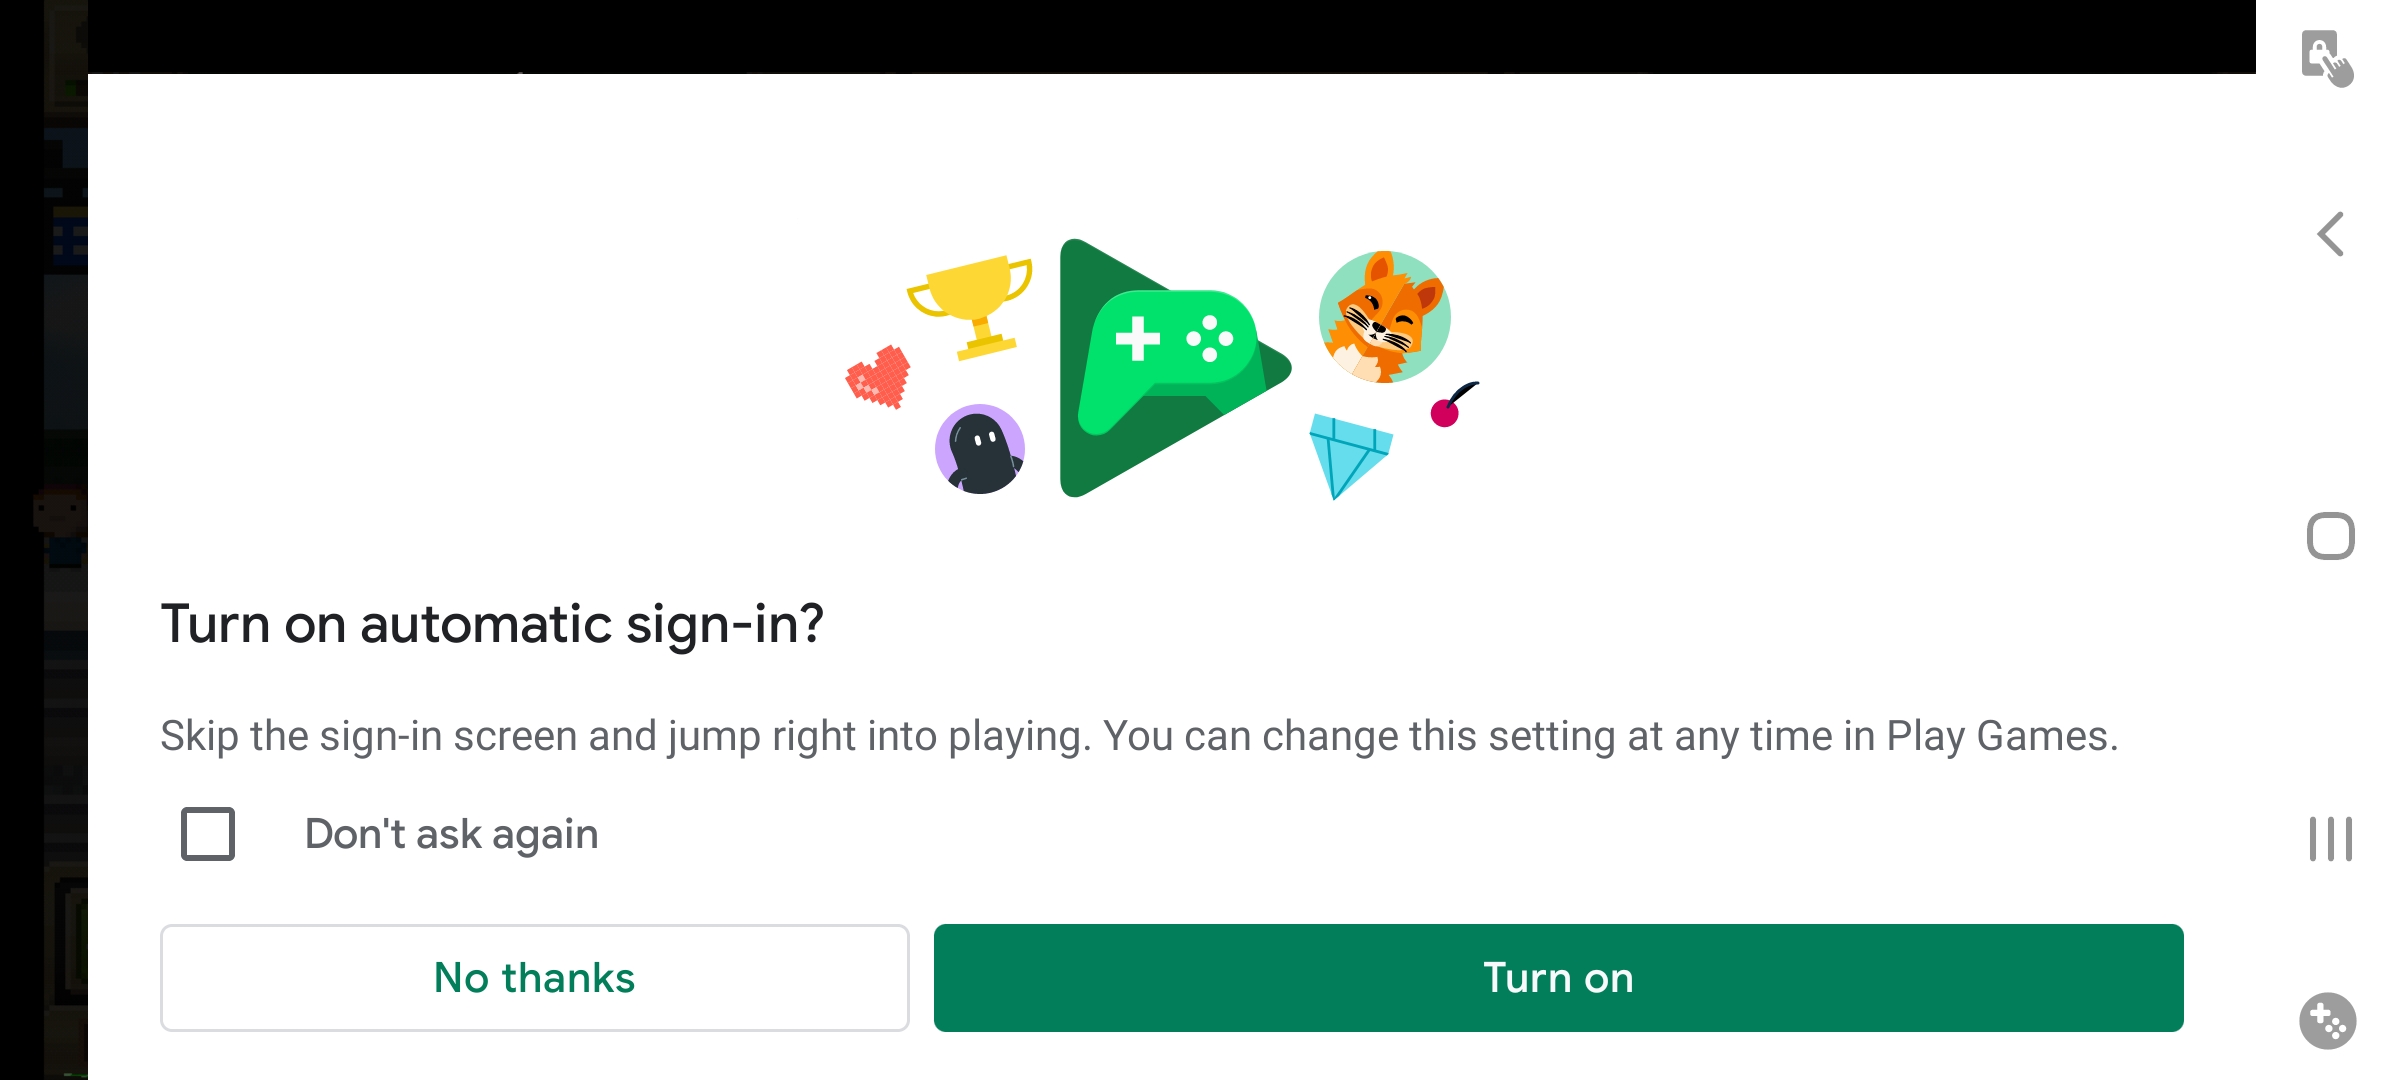 Turn on automatic sign-in?
Skip the sign-in screen and jump right into playing. You can change this setting at any time in Play Games.
Don't ask again
No thanks
Turn on